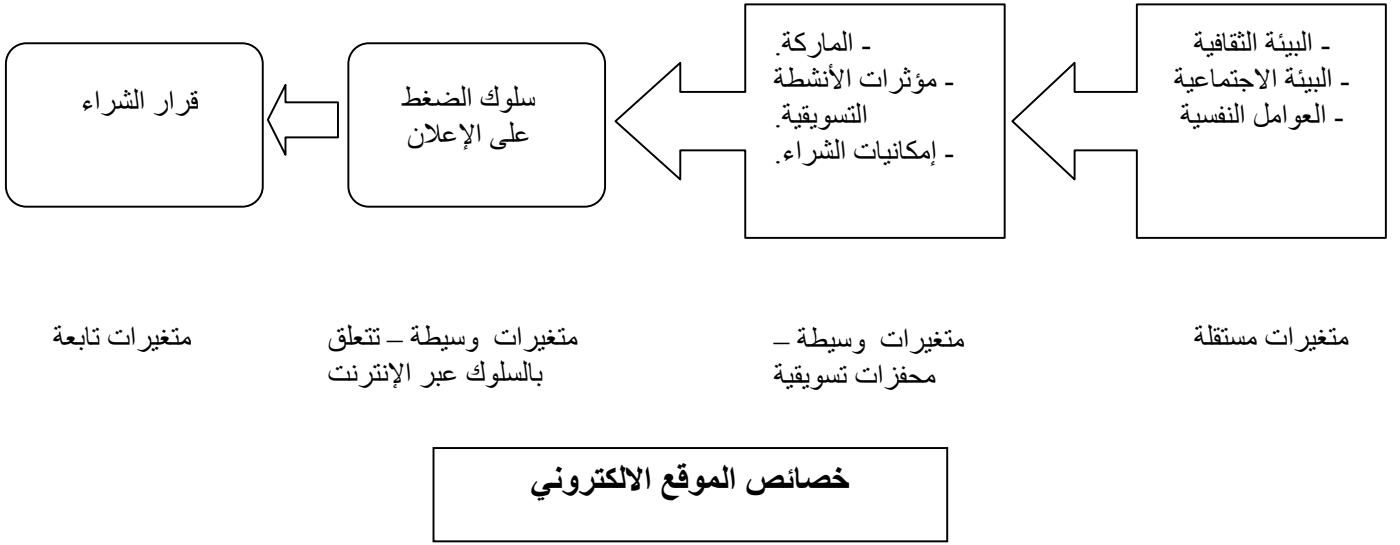 - البيئة الثقافية
- البيئة الاجتماعية
- العوامل النفسية
- الماركة.
- مؤثرات الأنشطة
التسويقية.
- إمكانيات الشراء.
سلوك الضغط
على الإعلان
قرار الشراء
متغيرات مستقلة
متغيرات وسيطة –
محفزات تسويقية
متغيرات وسيطة – تتعلق
بالسلوك عبر الإنترنت
متغيرات تابعة
خصائص الموقع الالكتروني